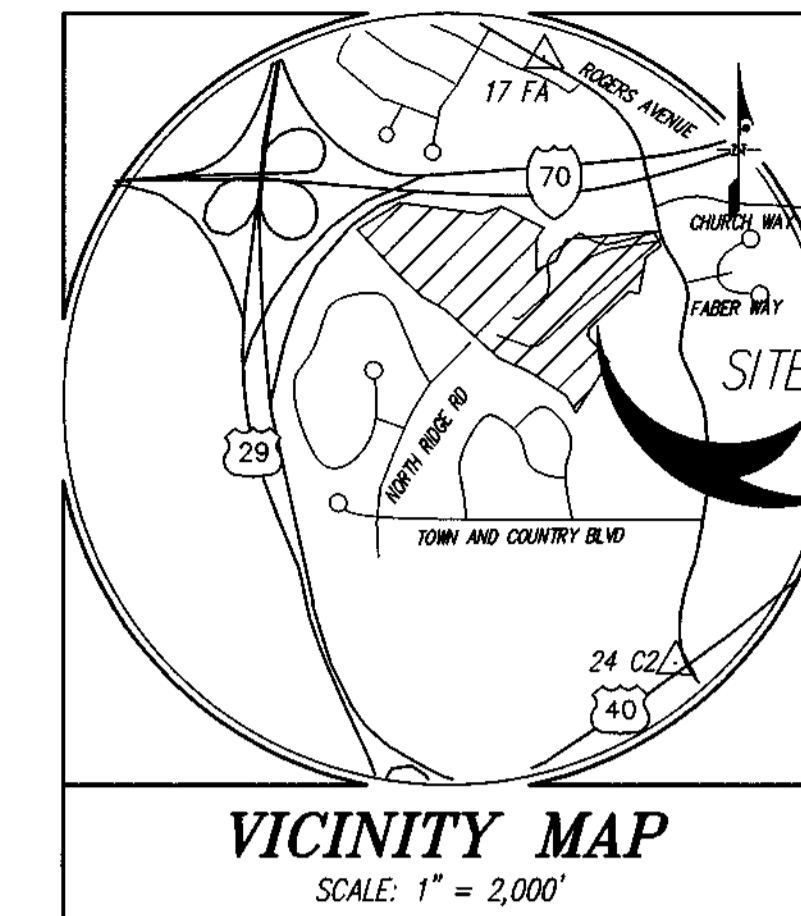 17 FA
ROGERS AVENUE
70
CHURCH WAY
FABER WAY
SITE
29
NORTH RIDGE RD
TOWN AND COUNTRY BLVD
24 C2
40
VICINITY MAP
SCALE: 1" = 2,000'